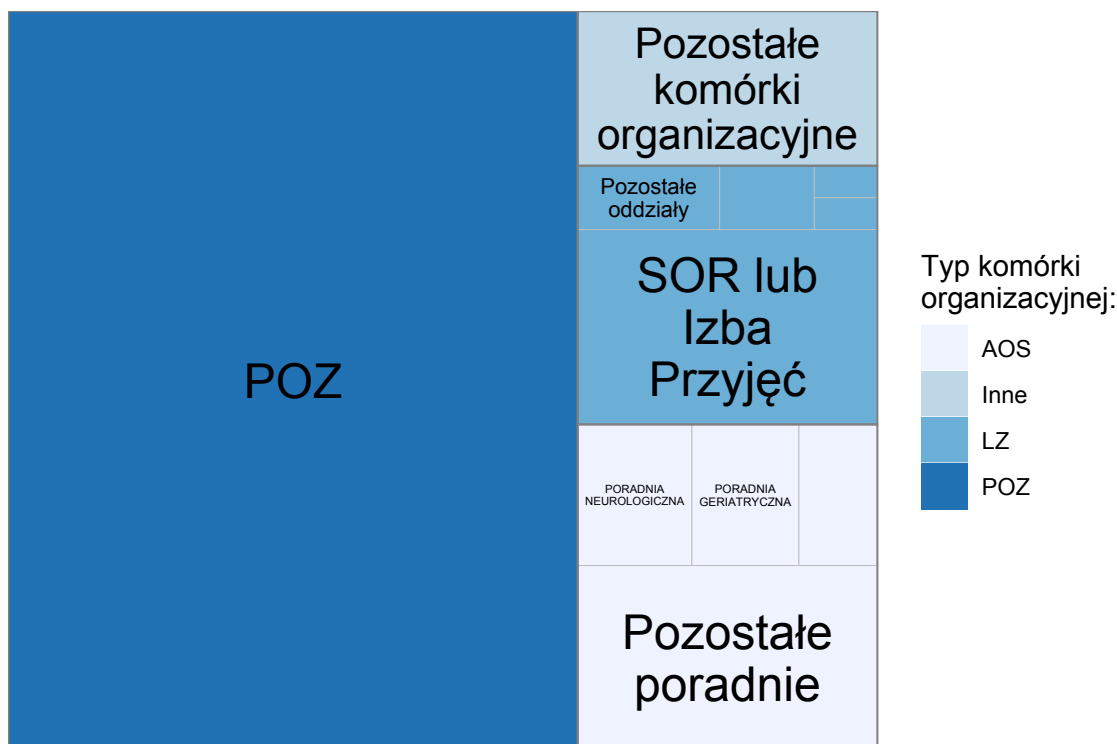 POZ
Pozostałe
komórki
organizacyjne
Pozostałe
oddziały
SOR lub
Izba
Przyjęć
PORADNIA
NEUROLOGICZNA
PORADNIA
GERIATRYCZNA
Pozostałe
poradnie
Typ komórki
organizacyjnej:
AOS
Inne
LZ
POZ